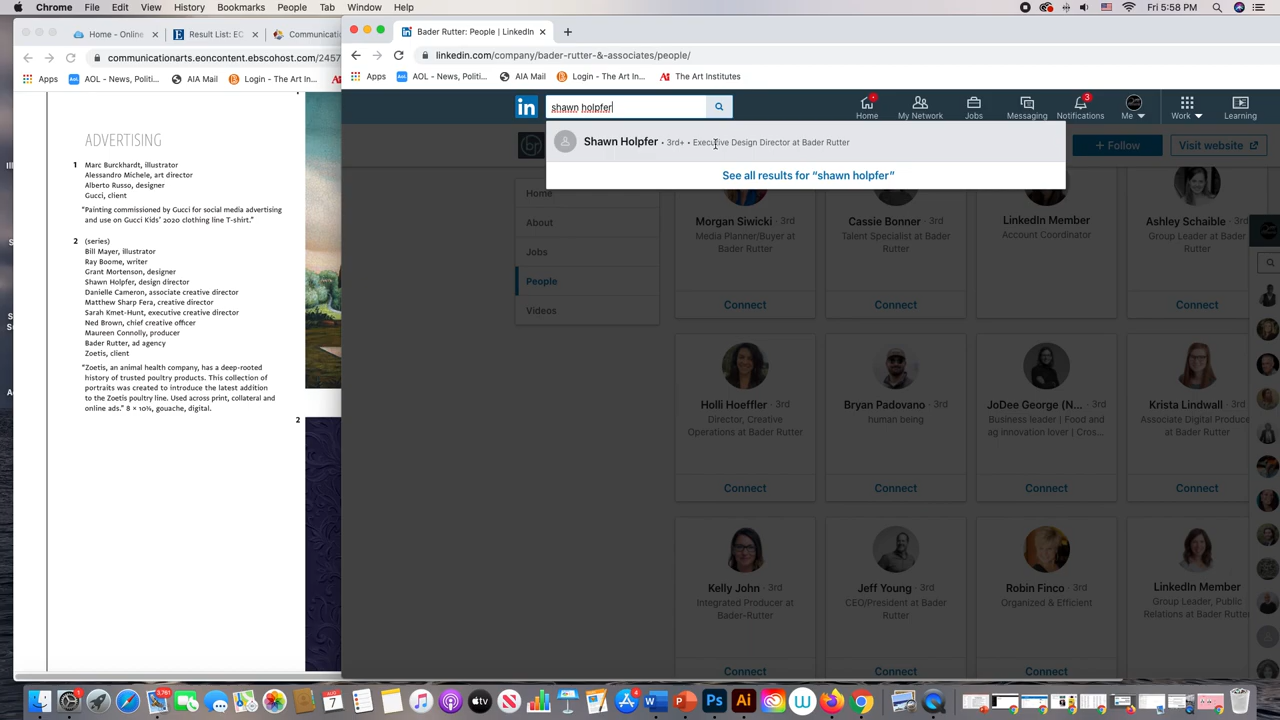 Chrome File Edit View History Bookmarks People Tab Window Help
Fri 5:58 PM
Home - Online
Result List: EC
Communicatio
communicationarts.eoncontent.ebscohost.com/2457
Apps AOL - News, Politi... AIA Mail Login - The Art In...
ADVERTISING
1 Marc Burckhardt, illustrator
Alessandro Michele, art director
Alberto Russo, designer
Gucci, client
"Painting commissioned by Gucci for social media advertising
and use on Gucci Kids' 2020 clothing line T-shirt."
2 (series)
Bill Mayer, illustrator
Ray Boome, writer
Grant Mortenson, designer
Shawn Holpfer, design director
Danielle Cameron, associate creative director
Matthew Sharp Fera, creative director
Sarah Kmet-Hunt, executive creative director
Ned Brown, chief creative officer
Maureen Connolly, producer
Bader Rutter, ad agency
Zoetis, client
"Zoetis, an animal health company, has a deep-rooted
history of trusted poultry products. This collection of
portraits was created to introduce the latest addition
to the Zoetis poultry line. Used across print, collateral and
online ads." 8 × 10½, gouache, digital.
2
Bader Rutter: People | LinkedIn
linkedin.com/company/bader-rutter-&-associates/people/
Apps AOL - News, Politi... AIA Mail Login - The Art In... The Art Institutes
in shawn holpfer
Home My Network Jobs Messaging Notifications 3 Me Work Learning
Shawn Holpfer • 3rd+ • Executive Design Director at Bader Rutter
See all results for "shawn holpfer"
br
+ Follow
Visit website
Home
About
Jobs
People
Videos
Morgan Siwicki · 3rd
Media Planner/Buyer at
Bader Rutter
Connect
Cassie Bonner · 3rd
Talent Specialist at Bader
Rutter
Connect
LinkedIn Member
Account Coordinator
Ashley Schaible · 3rd
Group Leader at Bader
Rutter
Connect
Holli Hoeffler · 3rd
Director, Creative
Operations at Bader Rutter
Connect
Bryan Padovano · 3rd
human being
Connect
JoDee George (N... · 3rd
Business leader | Food and
ag innovation lover | Cros...
Connect
Krista Lindwall · 3rd
Associate Digital Produce
at Bader Rutter
Connect
Kelly John · 3rd
Integrated Producer at
Bader-Rutter
Connect
Jeff Young · 3rd
CEO/President at Bader
Rutter
Connect
Robin Finco · 3rd
Organized & Efficient
Connect
LinkedIn Member
Group Leader, Public
Relations at Bader Rutter
Connect
1
3,761
AUG
7
tv
4
W
P
Ps
Ai
W